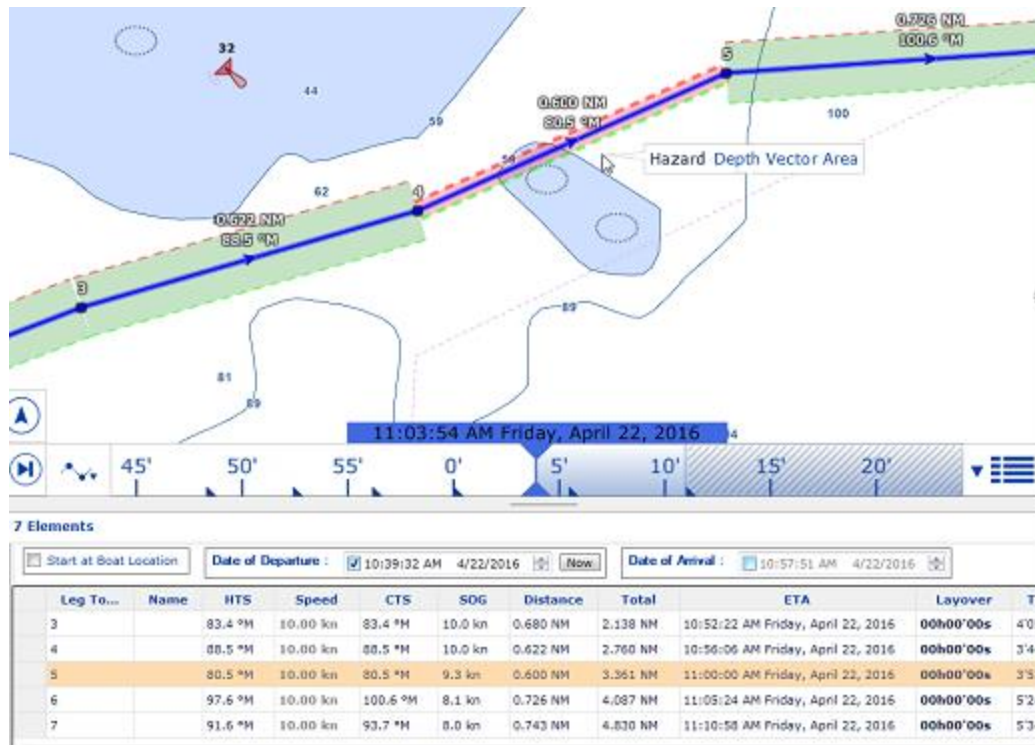 0.726 NM
32
100.6 °M
5
44
0.600 NM
100
59
80.5 °M
Hazard Depth Vector Area
62
4
0.622 NM
88.5 °M
3
89
81
89
11:03:54 AM Friday, April 22, 2016
45' 50' 55' 0' 5' 10' 15' 20'
7 Elements
Start at Boat Location Date of Departure : 10:39:32 AM 4/22/2016 Now Date of Arrival : 10:57:51 AM 4/22/2016
Leg To... Name HTS Speed CTS SOG Distance Total ETA Layover
3 83.4 °M 10.00 kn 83.4 °M 10.0 kn 0.680 NM 2.138 NM 10:52:22 AM Friday, April 22, 2016 00h00'00s
4 88.5 °M 10.00 kn 88.5 °M 10.0 kn 0.622 NM 2.760 NM 10:56:06 AM Friday, April 22, 2016 00h00'00s
5 80.5 °M 10.00 kn 80.5 °M 9.3 kn 0.600 NM 3.361 NM 11:00:00 AM Friday, April 22, 2016 00h00'00s
6 97.6 °M 10.00 kn 100.6 °M 8.1 kn 0.726 NM 4.087 NM 11:05:24 AM Friday, April 22, 2016 00h00'00s
7 91.6 °M 10.00 kn 93.7 °M 8.0 kn 0.743 NM 4.830 NM 11:10:58 AM Friday, April 22, 2016 00h00'00s